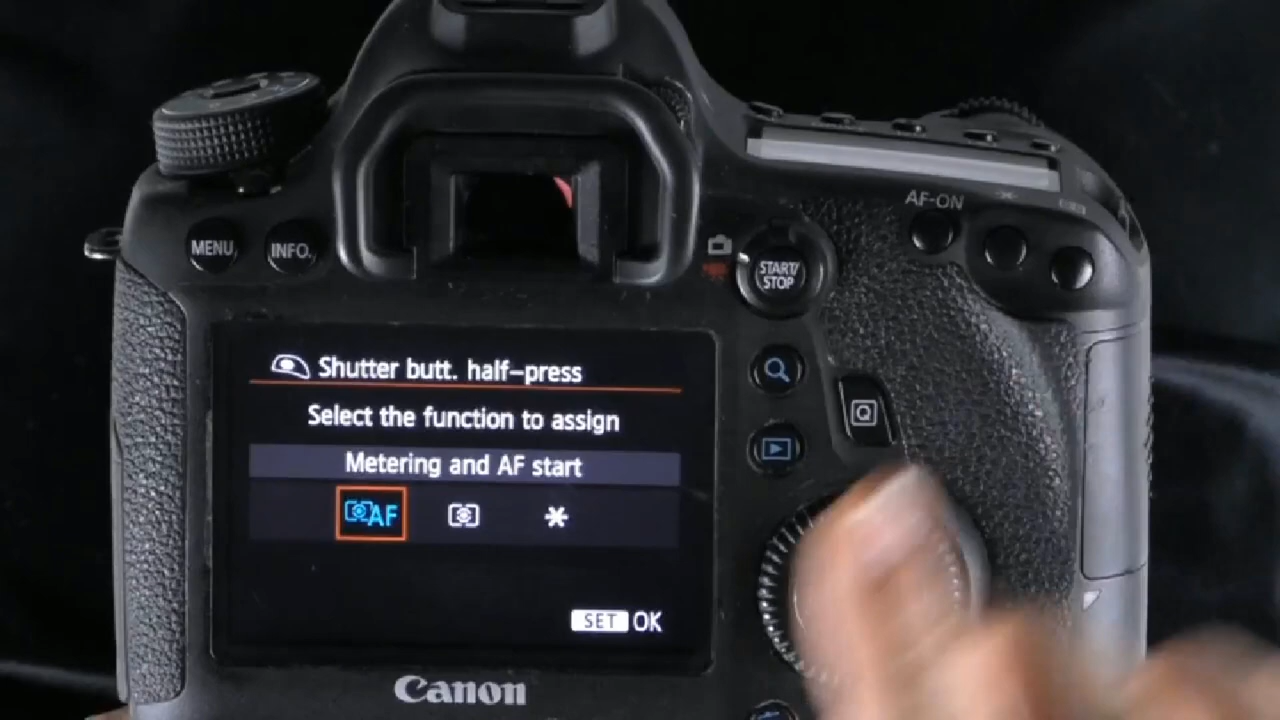 AF-ON
MENU
INFO.
START/
STOP
Shutter butt. half-press
Select the function to assign
Metering and AF start
AF
Q
SET OK
Canon